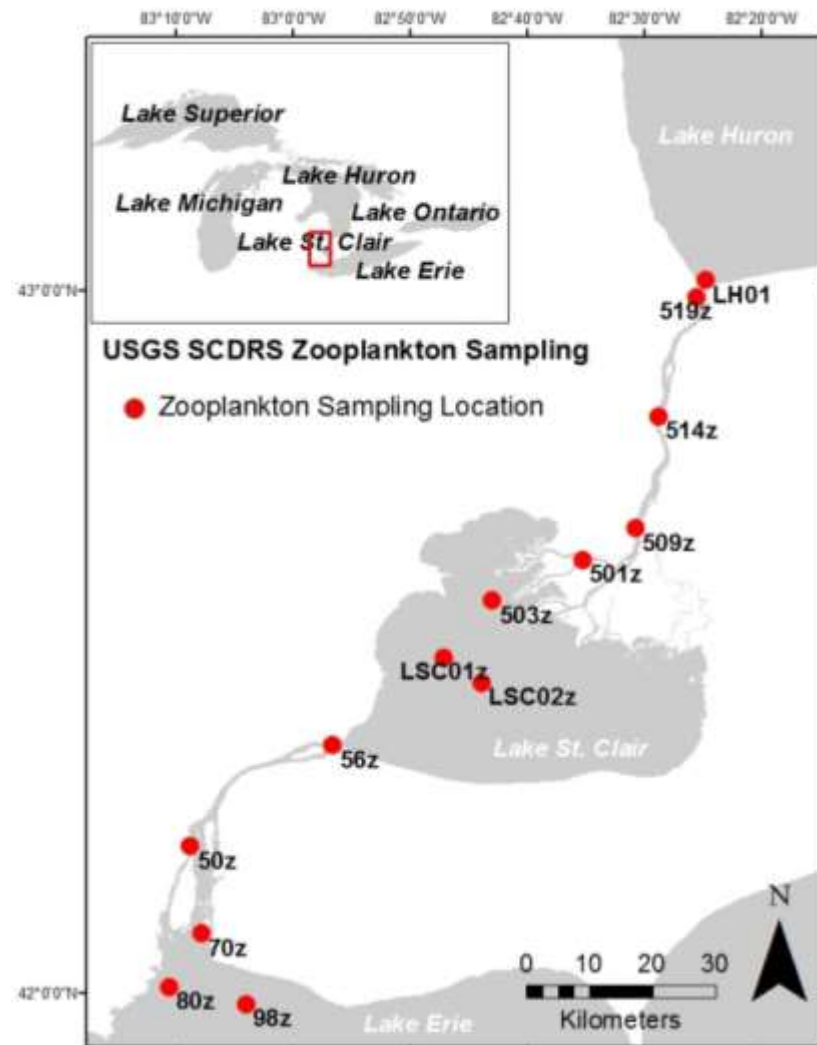 83°10'0"W 83°0'0"W 82°50'0"W 82°40'0"W 82°30'0"W 82°20'0"W
Lake Superior
Lake Huron
Lake Michigan
Lake Ontario
Lake St. Clair
Lake Erie
Lake Huron
43°0'0"N
LH01
519z
USGS SCDRS Zooplankton Sampling
Zooplankton Sampling Location
514z
509z
501z
503z
LSC01z
LSC02z
Lake St. Clair
56z
50z
70z
80z
98z
42°0'0"N
Lake Erie
N
0 10 20 30
Kilometers